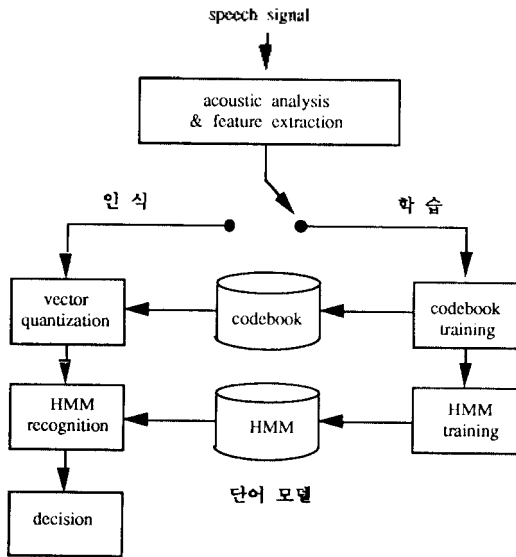 speech signal
acoustic analysis
& feature extraction
인 식
학 습
vector
quantization
codebook
codebook
training
HMM
recognition
HMM
HMM
training
단어 모델
decision